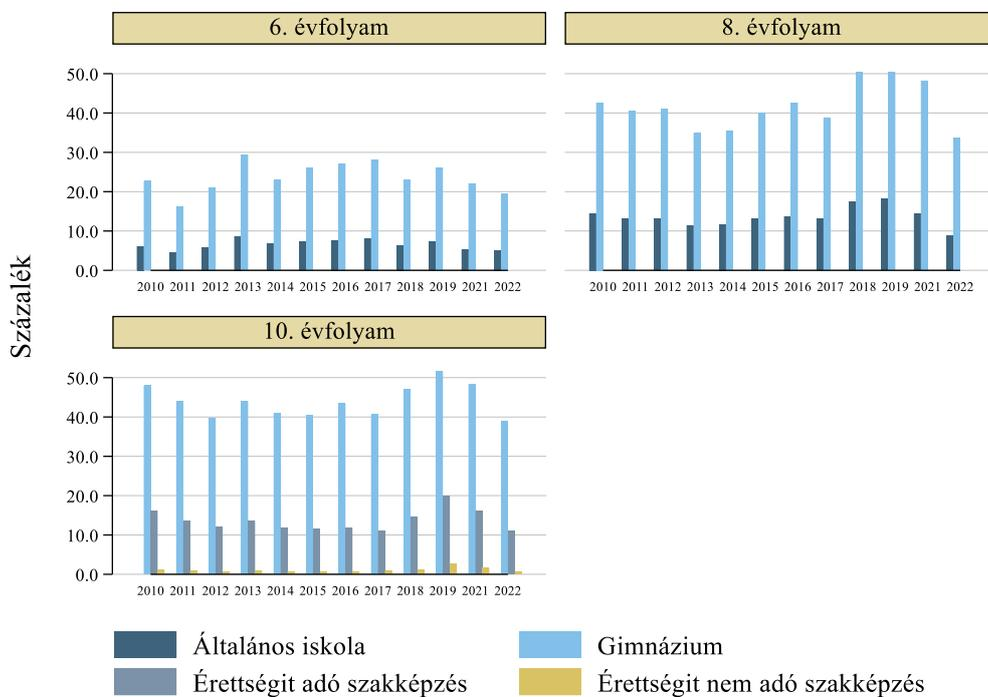 6. évfolyam
8. évfolyam
Százalék
50.0
40.0
30.0
20.0
10.0
0.0
2010 2011 2012 2013 2014 2015 2016 2017 2018 2019 2021 2022
2010 2011 2012 2013 2014 2015 2016 2017 2018 2019 2021 2022
10. évfolyam
50.0
40.0
30.0
20.0
10.0
0.0
2010 2011 2012 2013 2014 2015 2016 2017 2018 2019 2021 2022
Általános iskola
Gimnázium
Érettségit adó szakképzés
Érettségit nem adó szakképzés